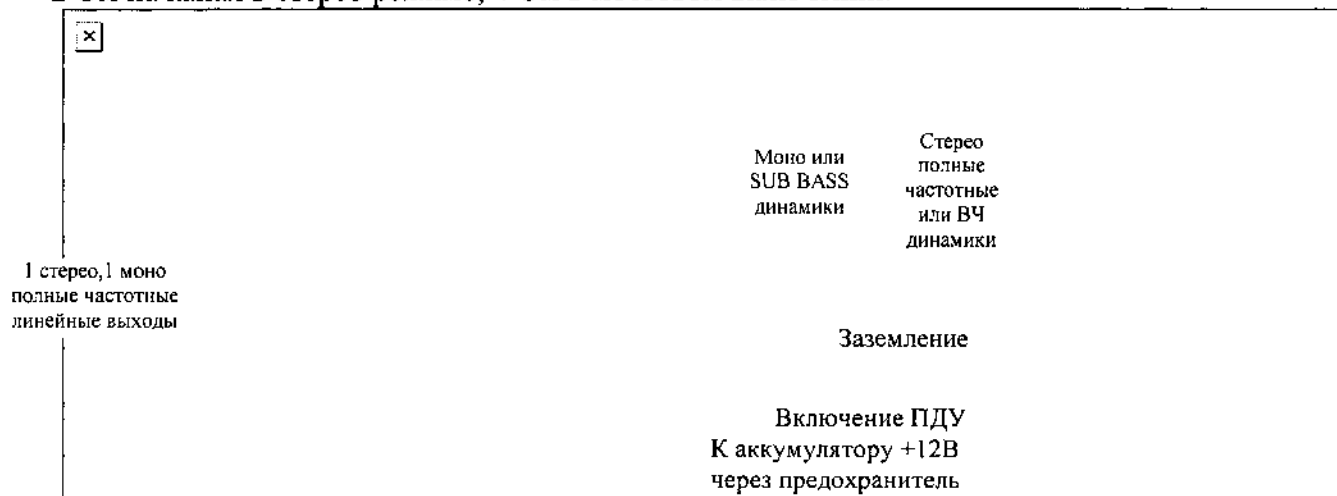 Моно или
SUB BASS
динамики
Стерео
полные
частотные
или ВЧ
динамики
1 стерео, 1 моно
полные частотные
линейные выходы
Заземление
Включение ПДУ
К аккумулятору +12В
через предохранитель